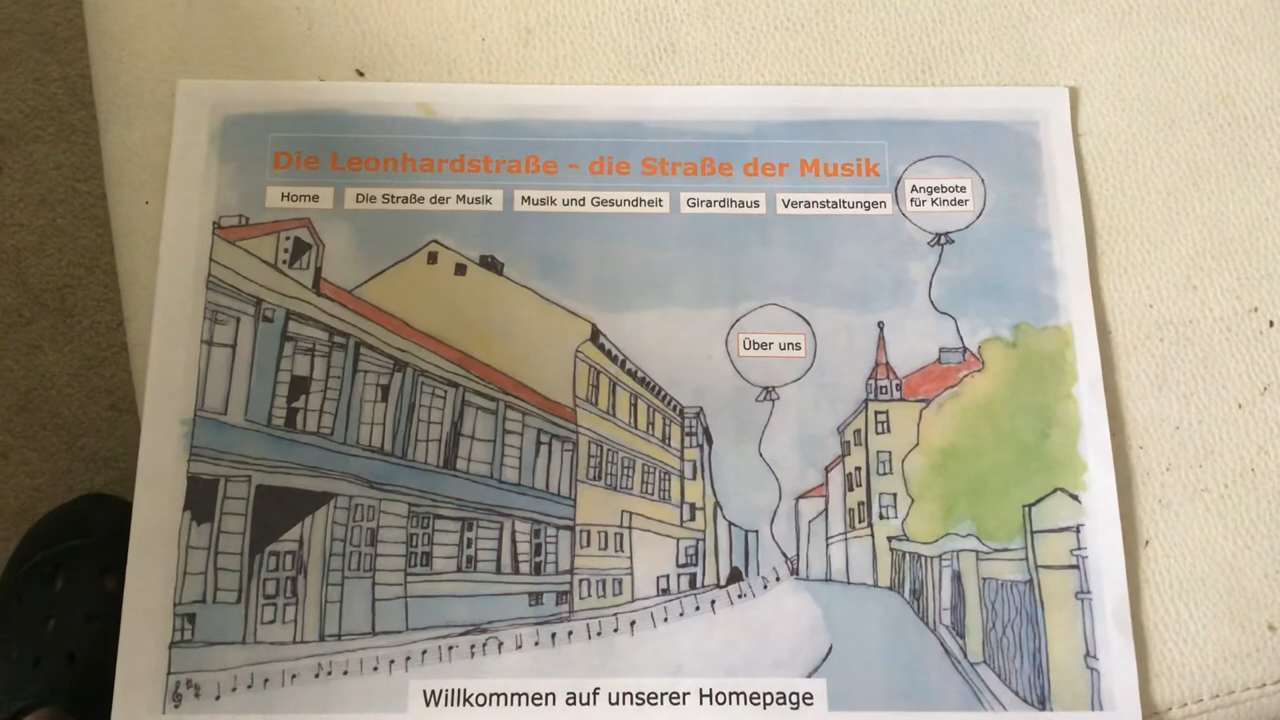 Die Leonhardstraße - die Straße der Musik
Home
Die Straße der Musik
Musik und Gesundheit
Girardihaus
Veranstaltungen
Angebote
für Kinder
Über uns
Willkommen auf unserer Homepage